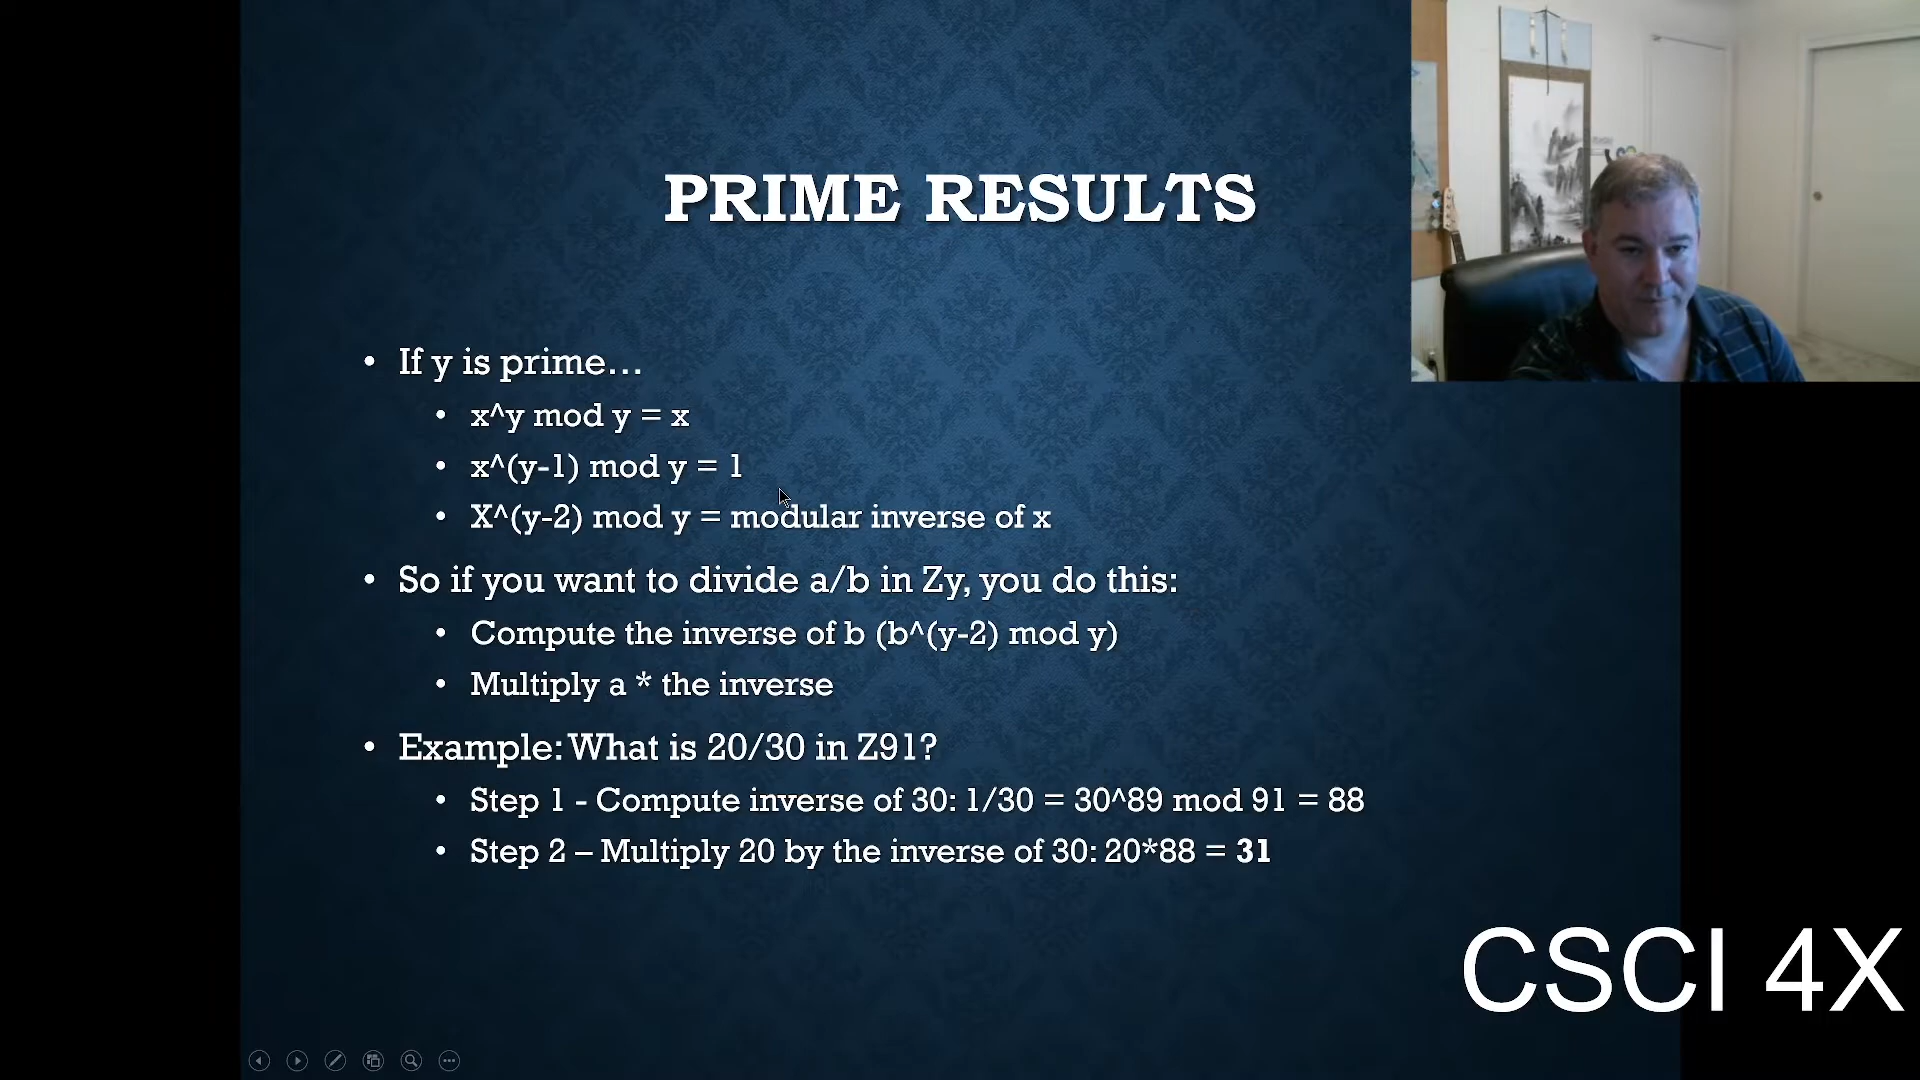 PRIME RESULTS
• If y is prime…
• x^y mod y = x
• x^(y-1) mod y = 1
• X^(y-2) mod y = modular inverse of x
• So if you want to divide a/b in Zy, you do this:
• Compute the inverse of b (b^(y-2) mod y)
• Multiply a * the inverse
• Example: What is 20/30 in Z91?
• Step 1 - Compute inverse of 30: 1/30 = 30^89 mod 91 = 88
• Step 2 – Multiply 20 by the inverse of 30: 20*88 = 31
CSCI 4X